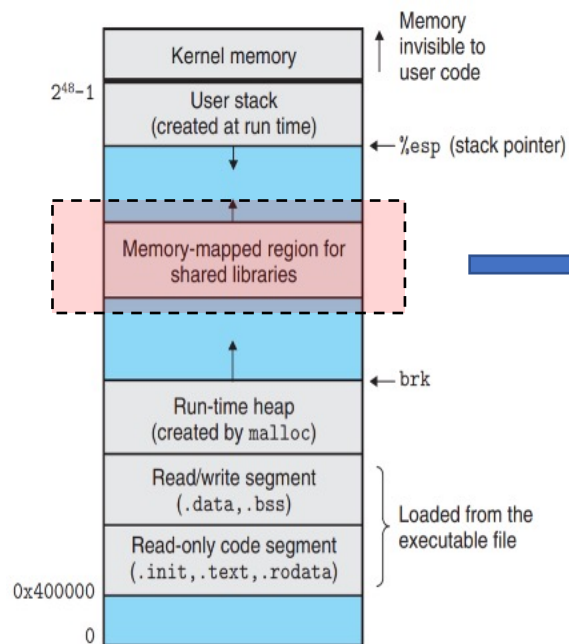 Memory
invisible to
user code
Kernel memory
2⁴⁸−1
User stack
(created at run time)
%esp (stack pointer)
Memory-mapped region for
shared libraries
brk
Run-time heap
(created by malloc)
Read/write segment
(.data,.bss)
Loaded from the
executable file
Read-only code segment
(.init,.text,.rodata)
0x400000
0